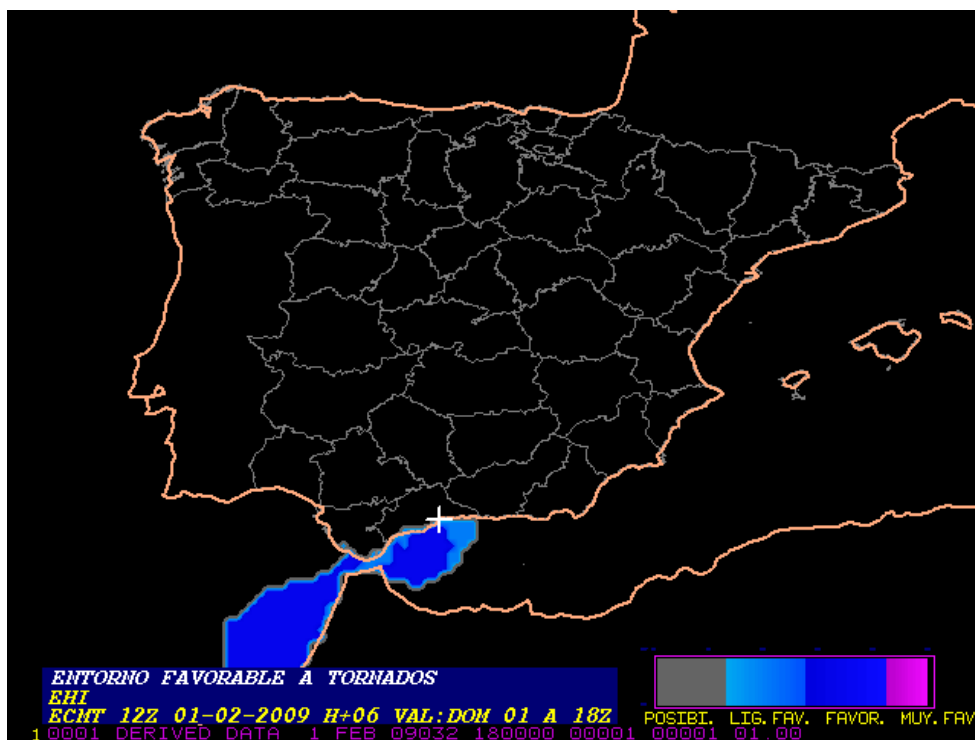 ENTORNO FAVORABLE A TORNADOS
EHI
ECMT 12Z 01-02-2009 H+06 VAL:DOM 01 A 18Z
POSIBI. LIG.FAV. FAVOR. MUY.FAV
1 0001 DERIVED DATA 1 FEB 09032 180000 00001 00001 01.00